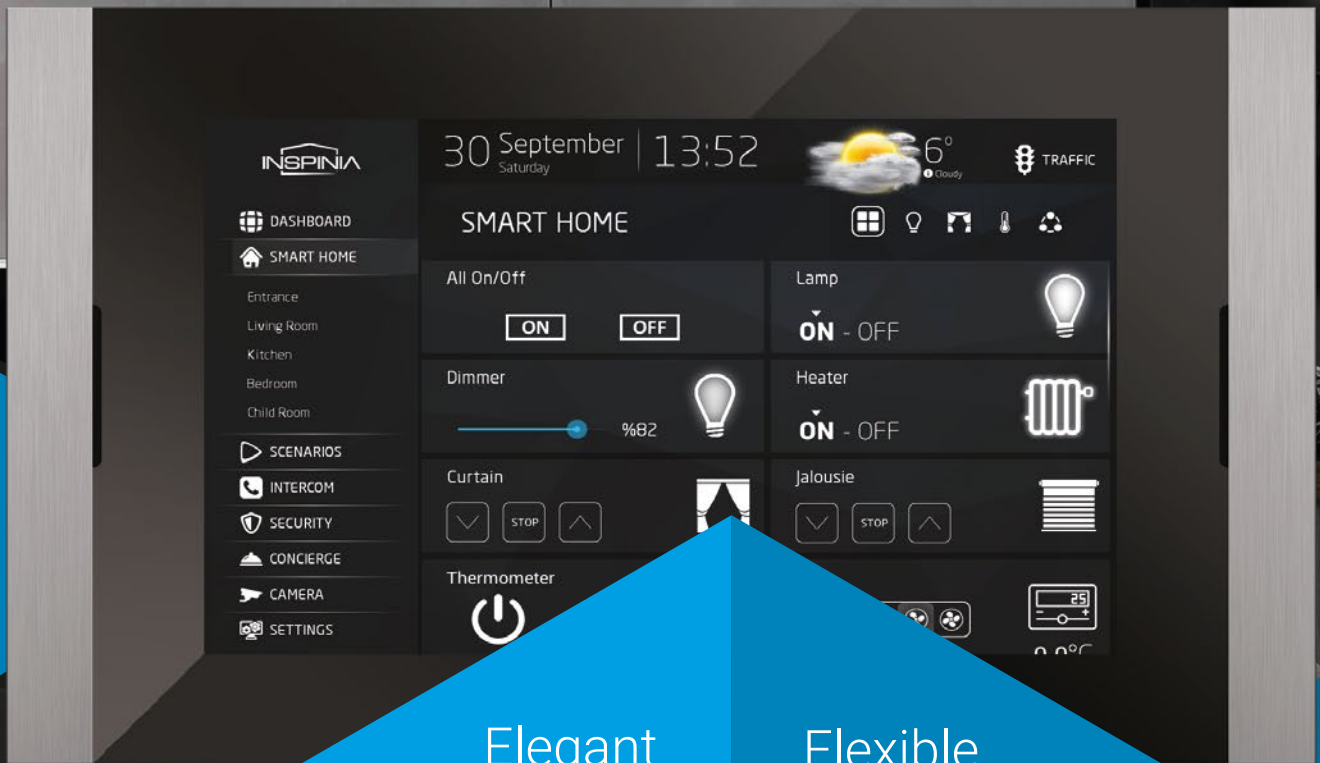 INSPINIA
30 September
Saturday
13:52
6°
Cloudy
TRAFFIC
DASHBOARD
SMART HOME
Entrance
Living Room
Kitchen
Bedroom
Child Room
SCENARIOS
INTERCOM
SECURITY
CONCIERGE
CAMERA
SETTINGS
SMART HOME
All On/Off
ON OFF
Lamp
ON - OFF
Dimmer
%82
Heater
ON - OFF
Curtain
STOP
Jalousie
STOP
Thermometer
25
Elegant
Flexible